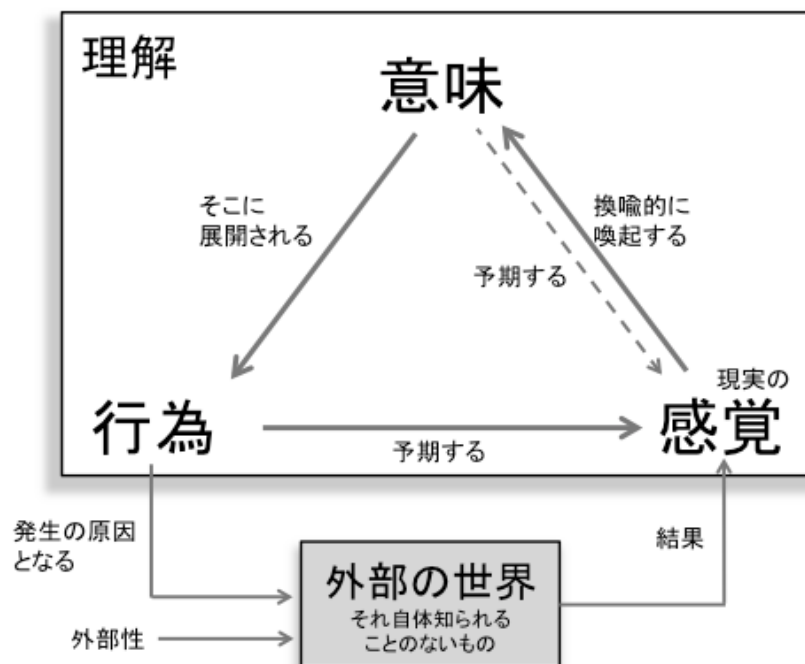 理解
意味
そこに
展開される
換喩的に
喚起する
予期する
現実の
行為
感覚
予期する
発生の原因
となる
結果
外部の世界
それ自体知られる
ことのないもの
外部性